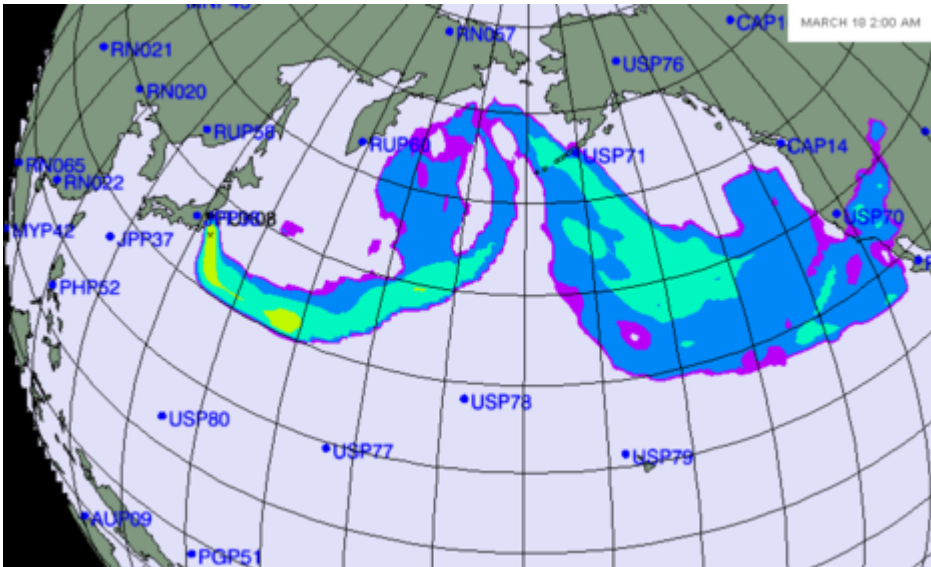 MARCH 18 2:00 AM
RN057
RN021
USP76
RN020
RUP58
RUP60
CAP14
USP71
RN065
RN022
USP70
MYP42
JPP37
PHP52
USP78
USP80
USP77
USP79
AUP09
PGP51